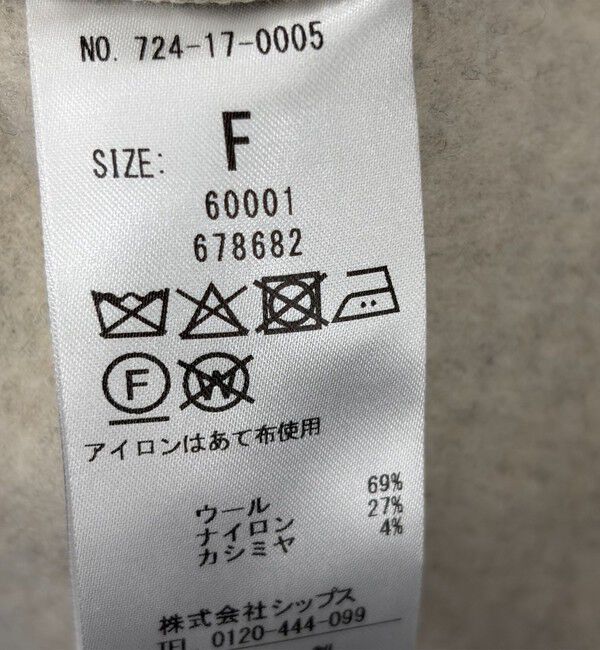 NO. 724-17-0005
SIZE: F
60001
678682
F W
アイロンはあて布使用
ウール 69%
ナイロン 27%
カシミヤ 4%
株式会社シップス
TEL 0120-444-099